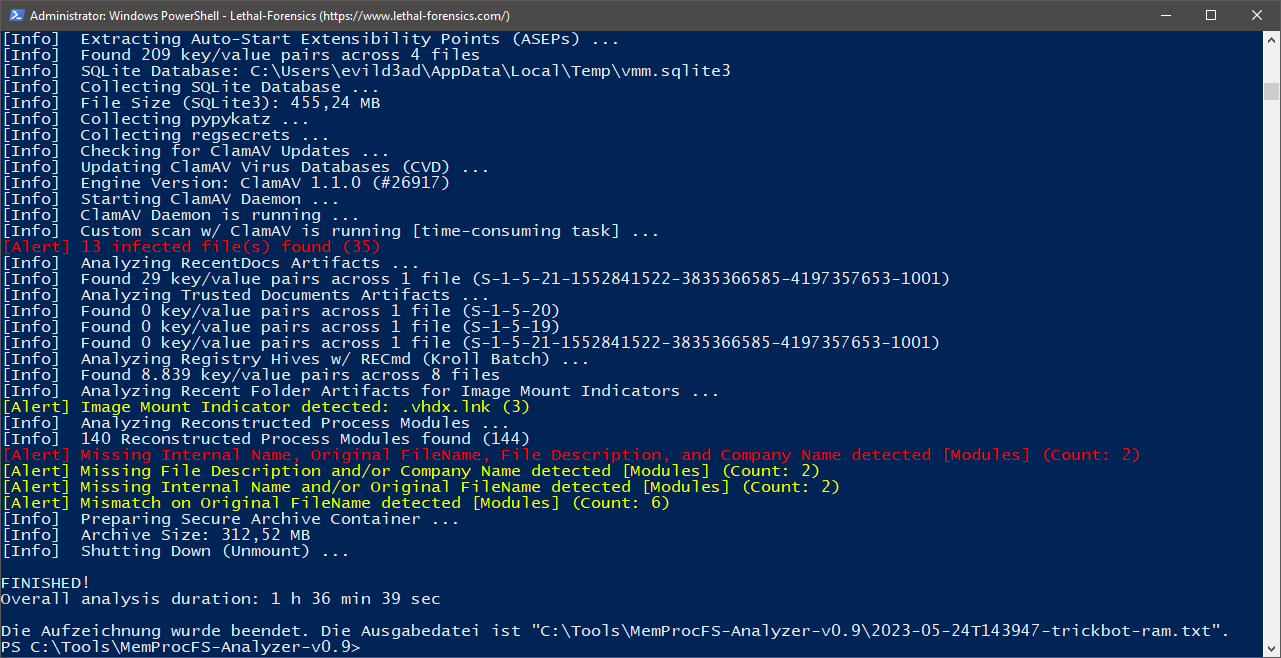 Administrator: Windows PowerShell - Lethal-Forensics (https://www.lethal-forensics.com/)
[Info]  Extracting Auto-Start Extensibility Points (ASEPs) ...
[Info]  Found 209 key/value pairs across 4 files
[Info]  SQLite Database: C:\Users\evild3ad\AppData\Local\Temp\vmm.sqlite3
[Info]  Collecting SQLite Database ...
[Info]  File Size (SQLite3): 455,24 MB
[Info]  Collecting pypykatz ...
[Info]  Collecting regsecrets ...
[Info]  Checking for ClamAV Updates ...
[Info]  Updating ClamAV Virus Databases (CVD) ...
[Info]  Engine Version: ClamAV 1.1.0 (#26917)
[Info]  Starting ClamAV Daemon ...
[Info]  ClamAV Daemon is running ...
[Info]  Custom scan w/ ClamAV is running [time-consuming task] ...
[Alert] 13 infected file(s) found (35)
[Info]  Analyzing RecentDocs Artifacts ...
[Info]  Found 29 key/value pairs across 1 file (S-1-5-21-1552841522-3835366585-4197357653-1001)
[Info]  Analyzing Trusted Documents Artifacts ...
[Info]  Found 0 key/value pairs across 1 file (S-1-5-20)
[Info]  Found 0 key/value pairs across 1 file (S-1-5-19)
[Info]  Found 0 key/value pairs across 1 file (S-1-5-21-1552841522-3835366585-4197357653-1001)
[Info]  Analyzing Registry Hives w/ RECmd (Kroll Batch) ...
[Info]  Found 8.839 key/value pairs across 8 files
[Info]  Analyzing Recent Folder Artifacts for Image Mount Indicators ...
[Alert] Image Mount Indicator detected: .vhdx.lnk (3)
[Info]  Analyzing Reconstructed Process Modules ...
[Info]  140 Reconstructed Process Modules found (144)
[Alert] Missing Internal Name, Original FileName, File Description, and Company Name detected [Modules] (Count: 2)
[Alert] Missing File Description and/or Company Name detected [Modules] (Count: 2)
[Alert] Missing Internal Name and/or Original FileName detected [Modules] (Count: 2)
[Alert] Mismatch on Original FileName detected [Modules] (Count: 6)
[Info]  Preparing Secure Archive Container ...
[Info]  Archive Size: 312,52 MB
[Info]  Shutting Down (Unmount) ...
FINISHED!
Overall analysis duration: 1 h 36 min 39 sec
Die Aufzeichnung wurde beendet. Die Ausgabedatei ist "C:\Tools\MemProcFS-Analyzer-v0.9\2023-05-24T143947-trickbot-ram.txt".
PS C:\Tools\MemProcFS-Analyzer-v0.9>